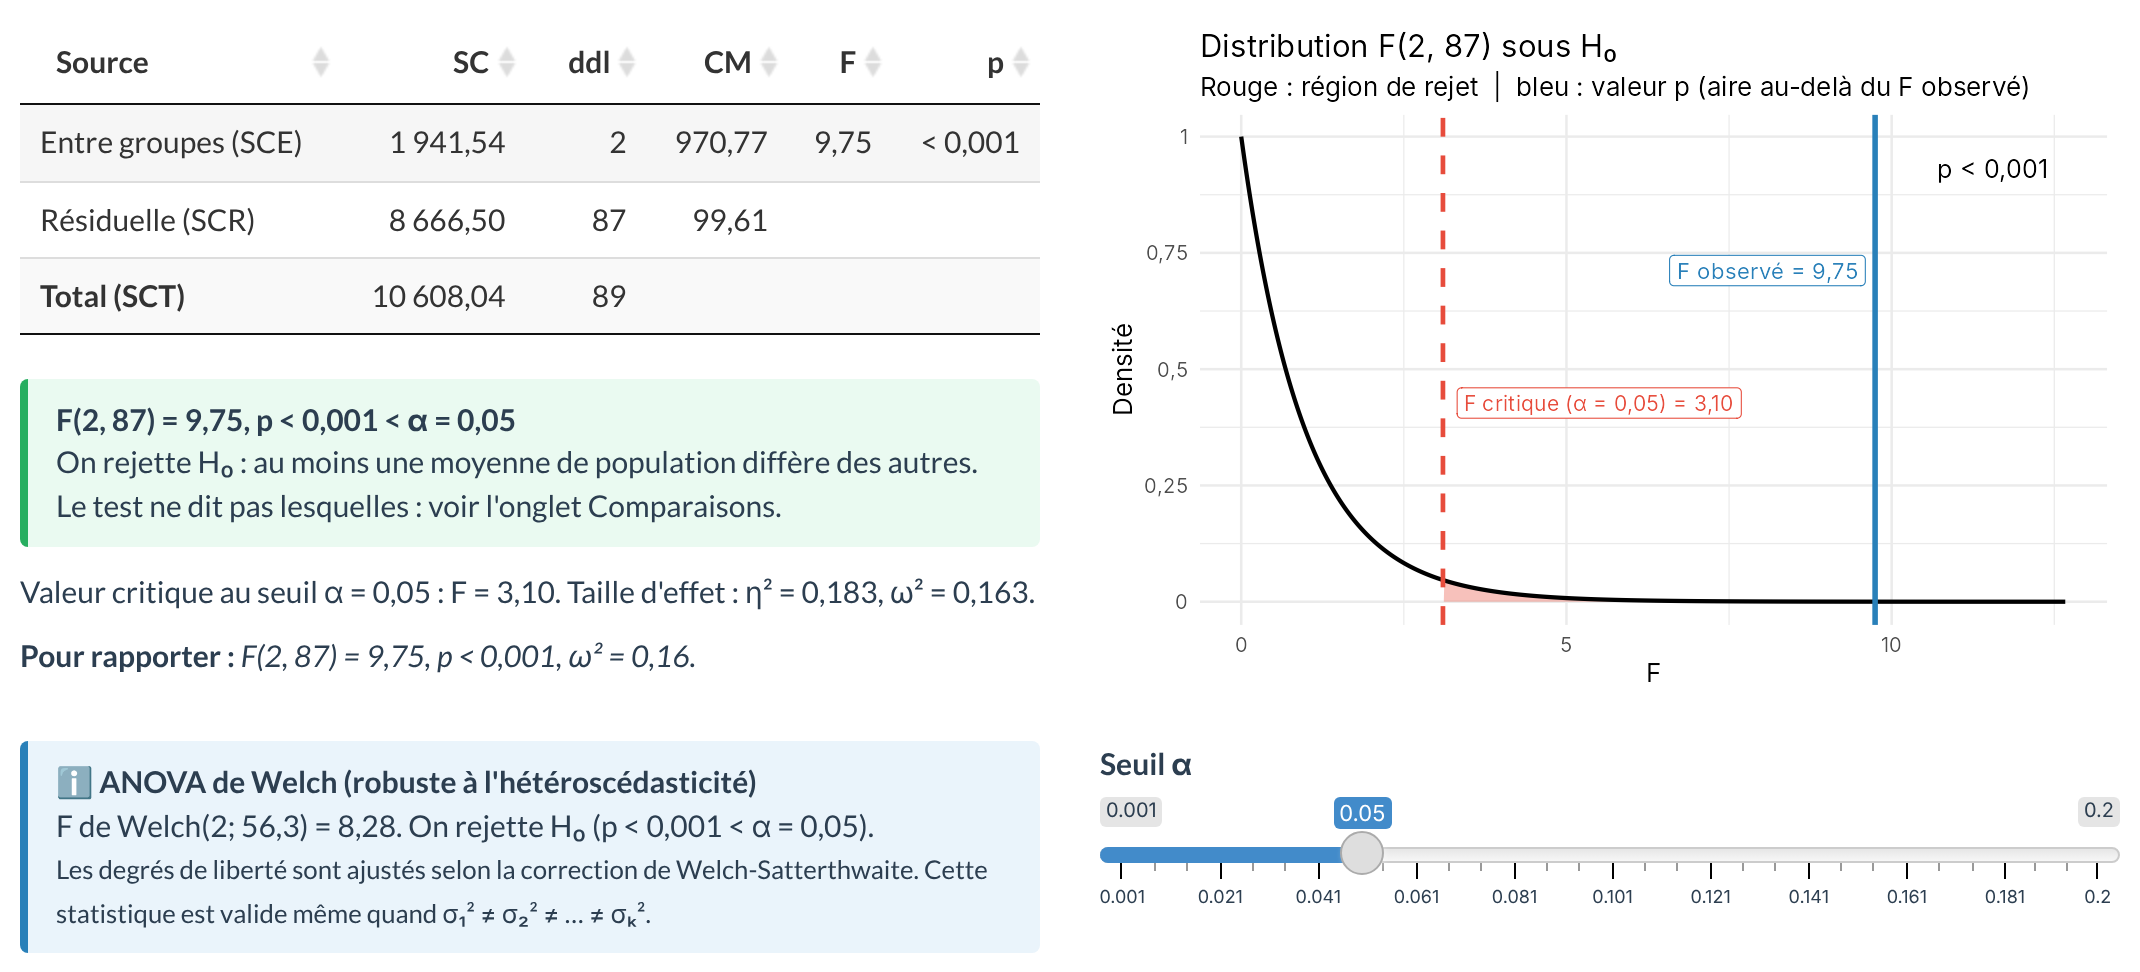 Source SC ddl CM F p
Entre groupes (SCE) 1 941,54 2 970,77 9,75 < 0,001
Résiduelle (SCR) 8 666,50 87 99,61
Total (SCT) 10 608,04 89
F(2, 87) = 9,75, p < 0,001 < α = 0,05
On rejette H₀ : au moins une moyenne de population diffère des autres.
Le test ne dit pas lesquelles : voir l'onglet Comparaisons.
Valeur critique au seuil α = 0,05 : F = 3,10. Taille d'effet : η² = 0,183, ω² = 0,163.
Pour rapporter : F(2, 87) = 9,75, p < 0,001, ω² = 0,16.
ℹ️ ANOVA de Welch (robuste à l'hétéroscédasticité)
F de Welch(2; 56,3) = 8,28. On rejette H₀ (p < 0,001 < α = 0,05).
Les degrés de liberté sont ajustés selon la correction de Welch-Satterthwaite. Cette
statistique est valide même quand σ₁² ≠ σ₂² ≠ … ≠ σₖ².
Distribution F(2, 87) sous H₀
Rouge : région de rejet | bleu : valeur p (aire au-delà du F observé)
1
p < 0,001
0,75
F observé = 9,75
0,5
F critique (α = 0,05) = 3,10
0,25
0
Densité
0 5 10
F
Seuil α
0.001 0.05 0.2
0.001 0.021 0.041 0.061 0.081 0.101 0.121 0.141 0.161 0.181 0.2